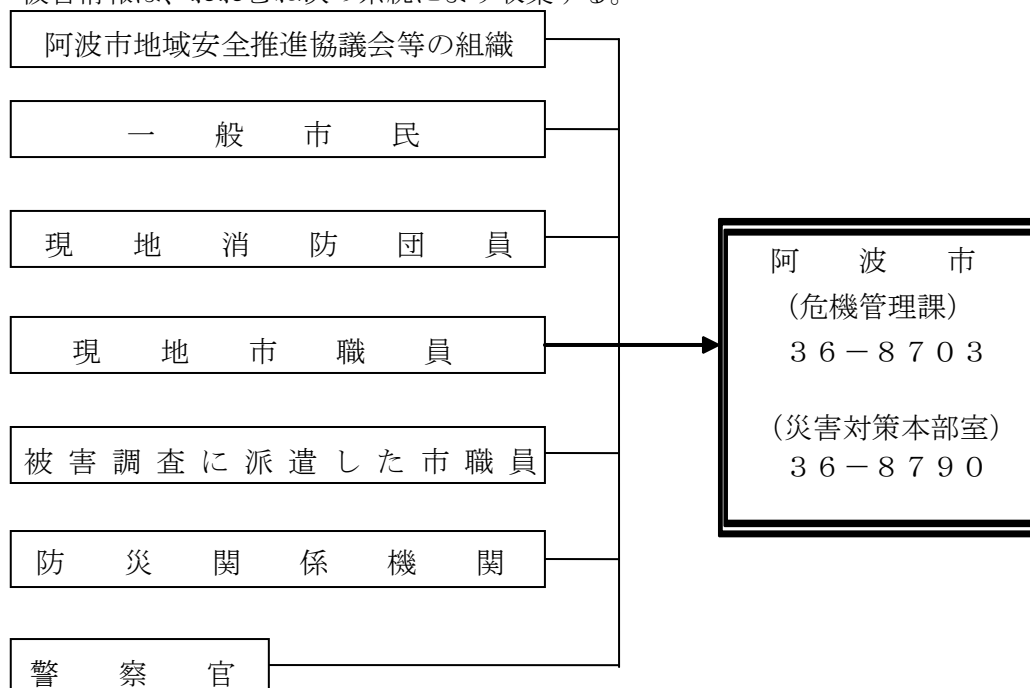 被害情報は、おおむね次の系統により収集する。
阿波市地域安全推進協議会等の組織
一般市民
現地消防団員
現地市職員
被害調査に派遣した市職員
防災関係機関
警察官
阿波市
（危機管理課）
３６－８７０３
（災害対策本部室）
３６－８７９０